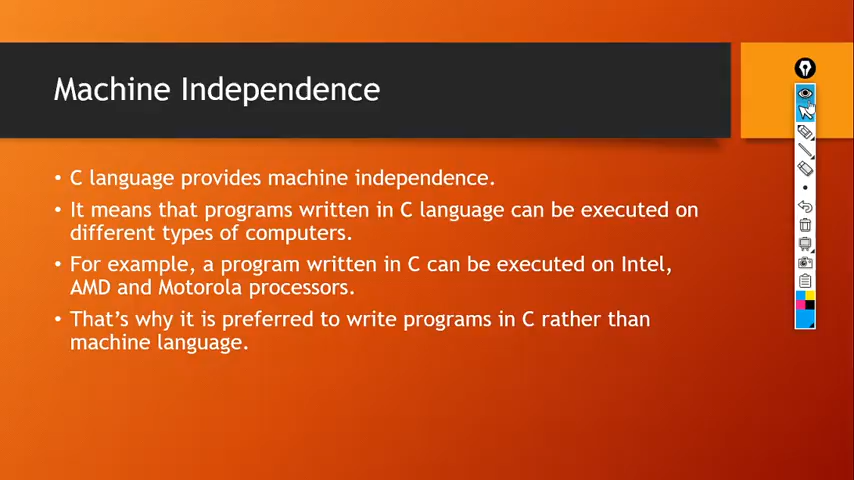 Machine Independence
• C language provides machine independence.
• It means that programs written in C language can be executed on
different types of computers.
• For example, a program written in C can be executed on Intel,
AMD and Motorola processors.
• That’s why it is preferred to write programs in C rather than
machine language.